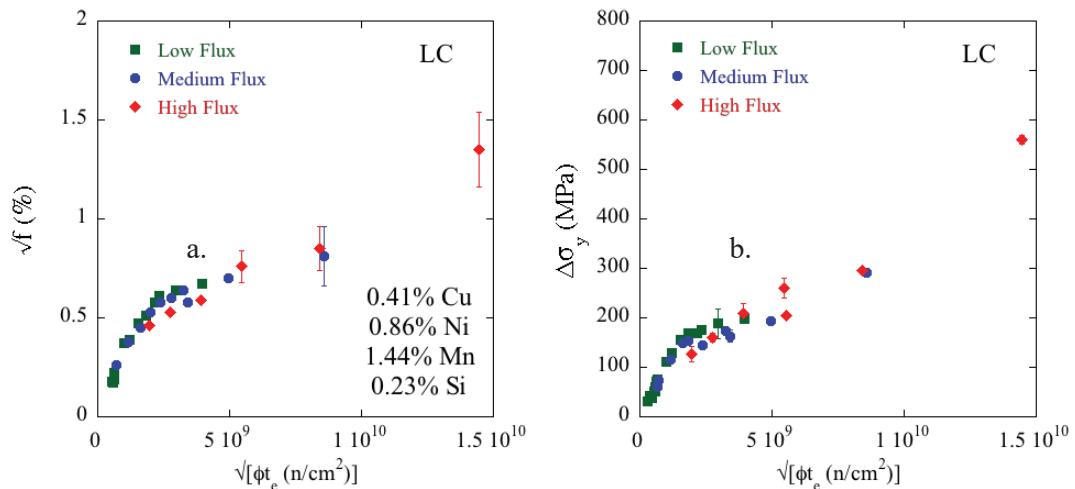 √f (%)
2
1.5
1
0.5
0
Low Flux
Medium Flux
High Flux
LC
a.
0.41% Cu
0.86% Ni
1.44% Mn
0.23% Si
0
5 10⁹
1 10¹⁰
1.5 10¹⁰
√[ϕtₑ (n/cm²)]
Δσᵧ (MPa)
800
700
600
500
400
300
200
100
0
Low Flux
Medium Flux
High Flux
LC
b.
0
5 10⁹
1 10¹⁰
1.5 10¹⁰
√[ϕtₑ (n/cm²)]